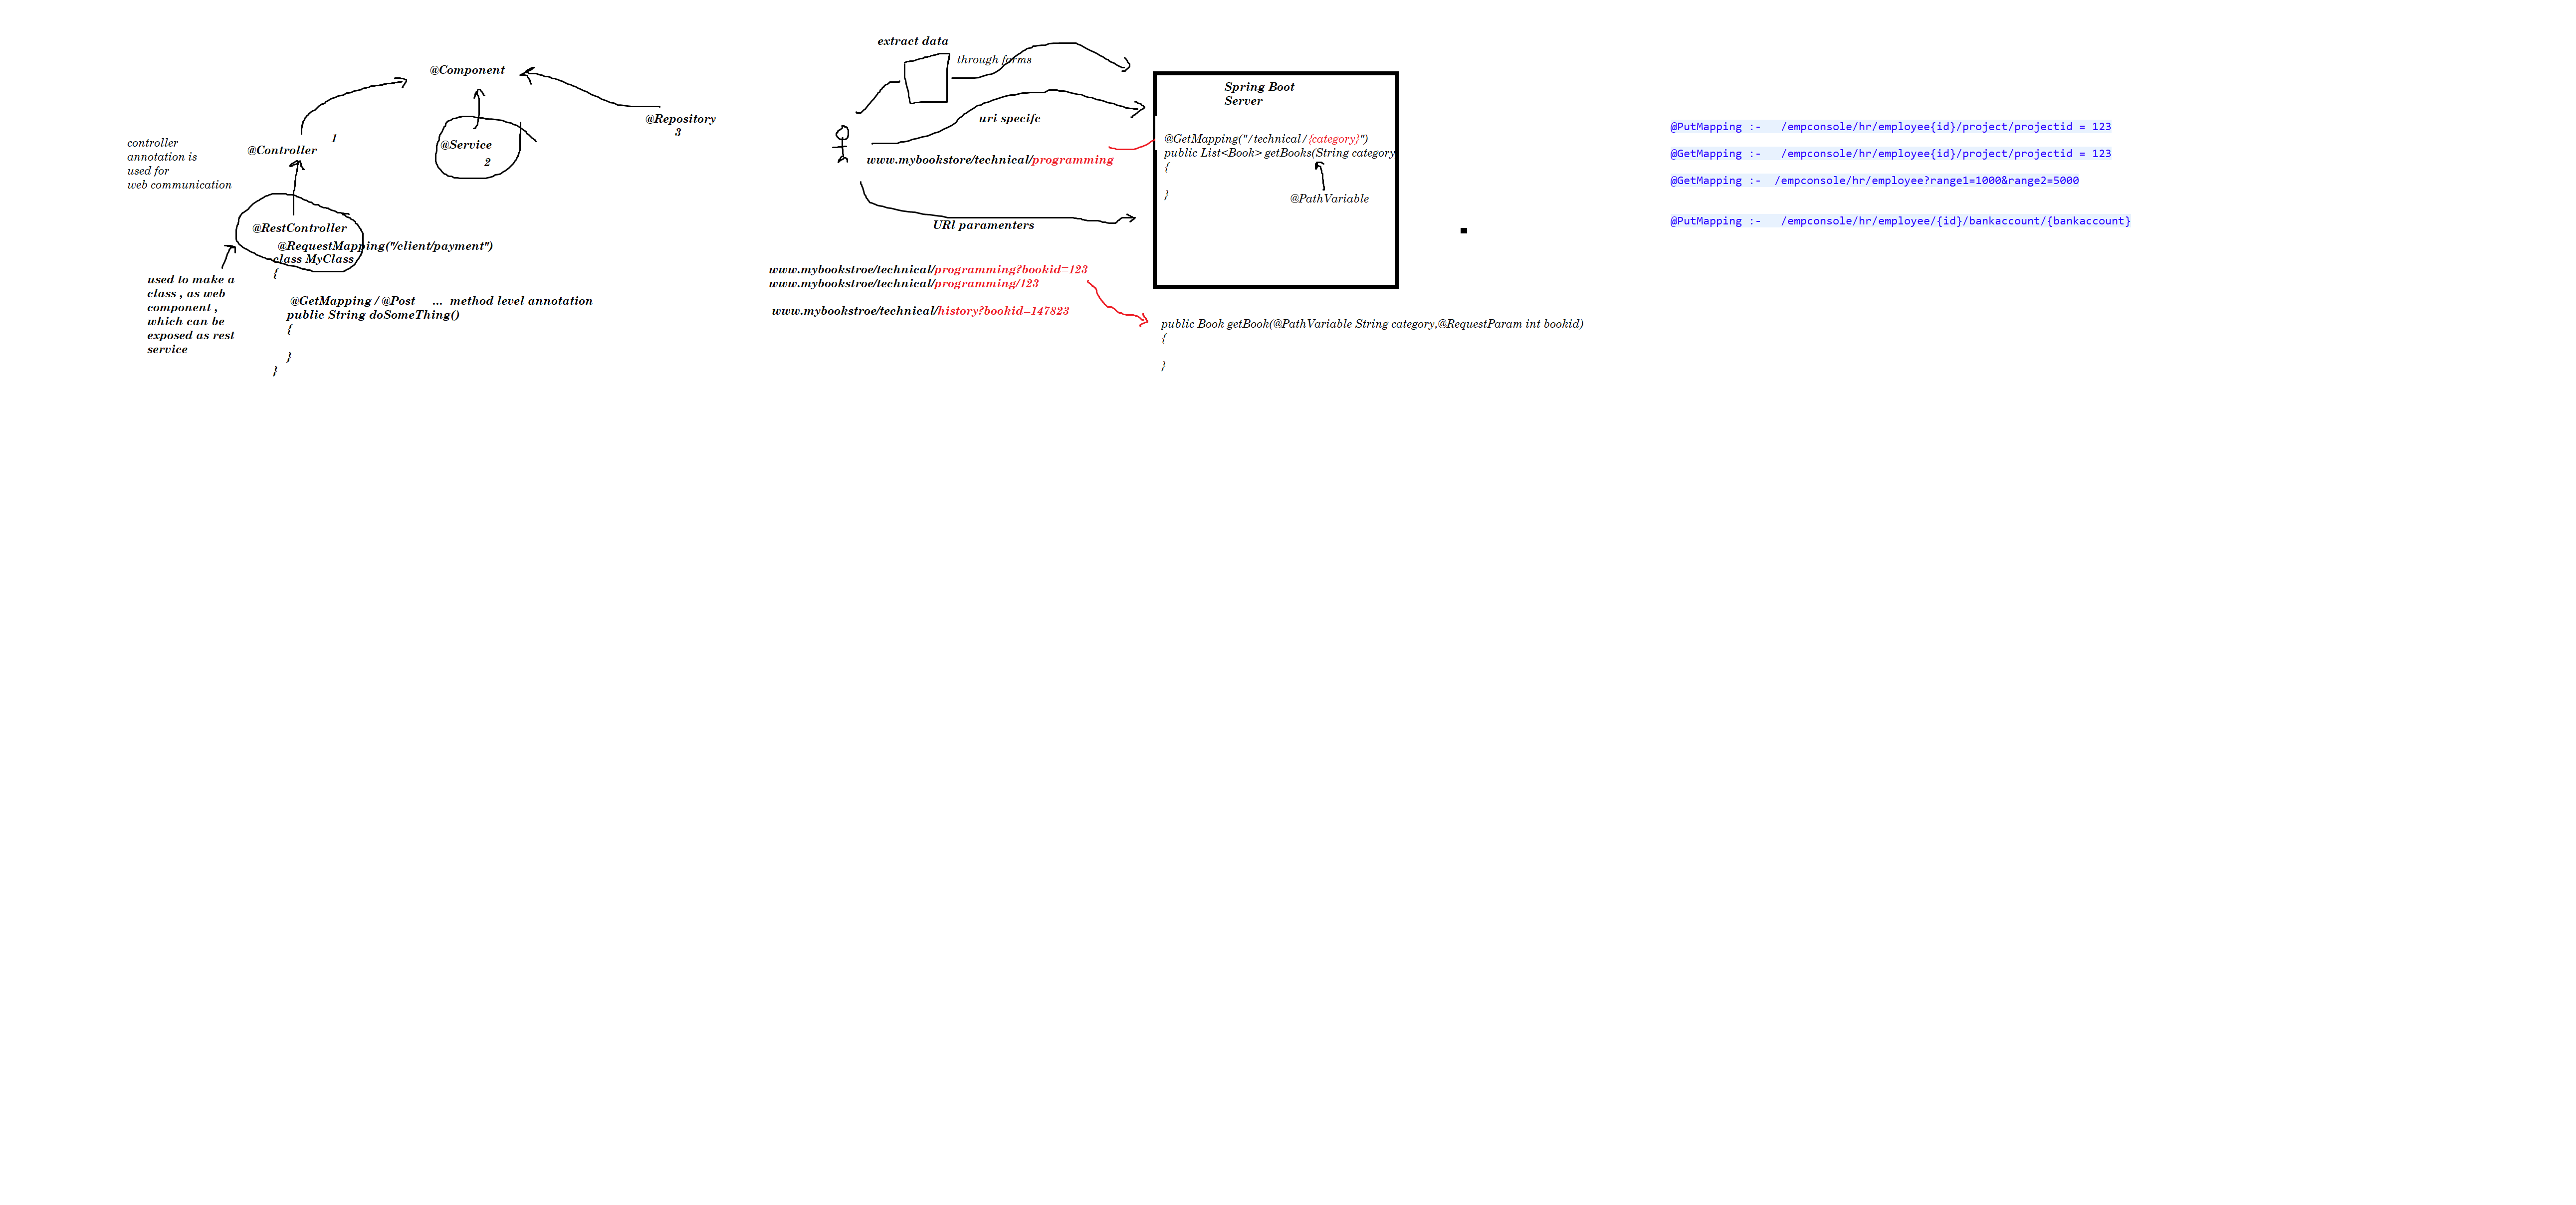 @Component
@Repository
3
1
@Controller
@Service
2
controller
annotation is
used for
web communication
@RestController
@RequestMapping("/client/payment")
class MyClass
{
@GetMapping / @Post ... method level annotation
public String doSomeThing()
{
}
}
used to make a
class , as web
component ,
which can be
exposed as rest
service
extract data
through forms
uri specifc
www.mybookstore/technical/programming
URl paramenters
www.mybookstroe/technical/programming?bookid=123
www.mybookstroe/technical/programming/123
www.mybookstroe/technical/history?bookid=147823
Spring Boot
Server
@GetMapping("/technical/{category}")
public List<Book> getBooks(String category
{
}
@PathVariable
public Book getBook(@PathVariable String category,@RequestParam int bookid)
{
}
@PutMapping :- /empconsole/hr/employee{id}/project/projectid = 123
@GetMapping :- /empconsole/hr/employee{id}/project/projectid = 123
@GetMapping :- /empconsole/hr/employee?range1=1000&range2=5000
@PutMapping :- /empconsole/hr/employee/{id}/bankaccount/{bankaccount}